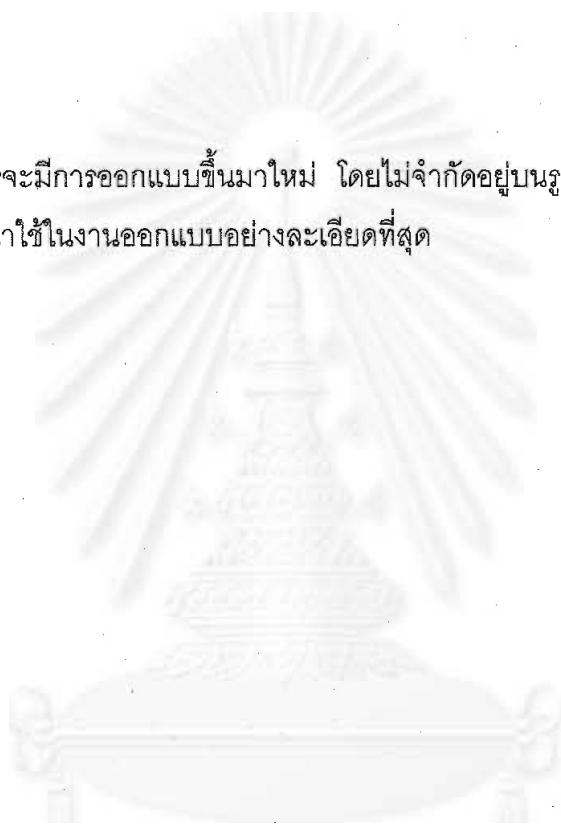 จะมีการออกแบบขึ้นมาใหม่ โดยไม่จำกัดอยู่บน
ใช้ในงานออกแบบอย่างละเอียดที่สุด